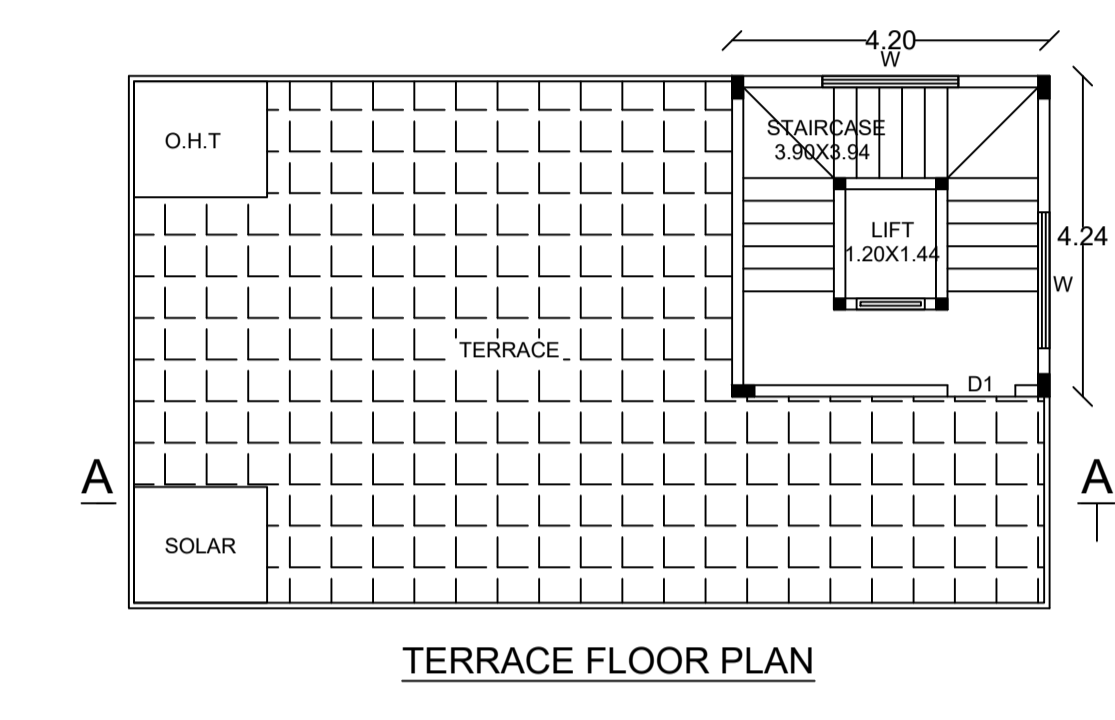 4.20
W
O.H.T
STAIRCASE
3.90X3.94
LIFT
1.20X1.44
4.24
W
TERRACE
D1
A
A
SOLAR
TERRACE FLOOR PLAN